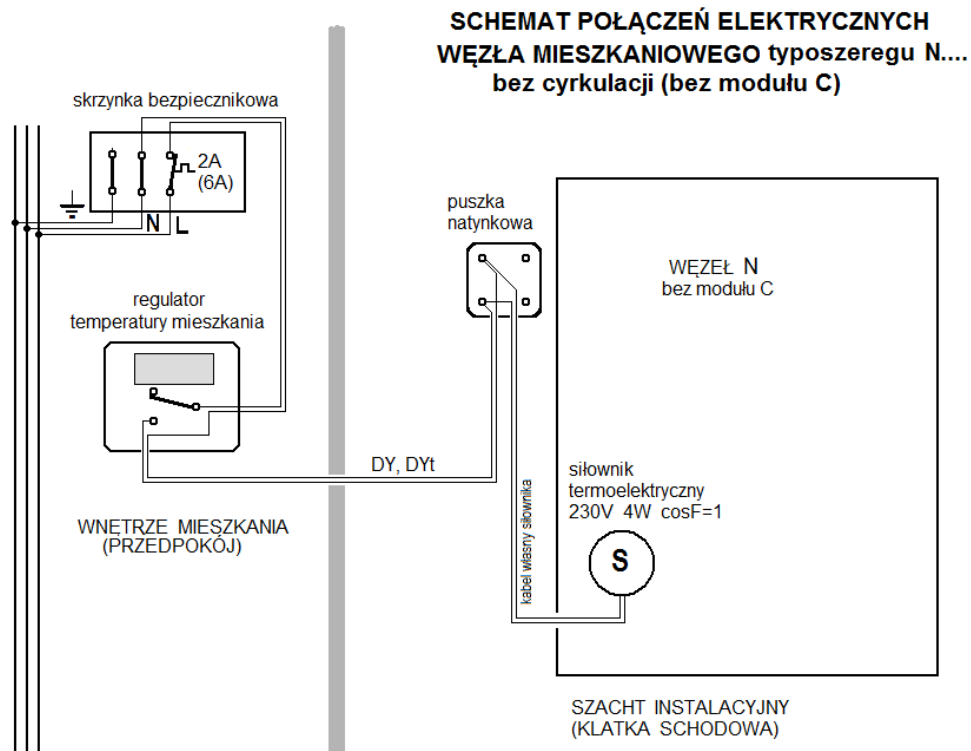 SCHEMAT POŁĄCZEŃ ELEKTRYCZNYCH
WĘZŁA MIESZKANIOWEGO typoszeregu N....
bez cyrkulacji (bez modułu C)
skrzynka bezpiecznikowa
2A
(6A)
N L
puszka
natynkowa
WĘZEŁ N
bez modułu C
regulator
temperatury mieszkania
DY, DYt
kabel własny siłownika
siłownik
termoelektryczny
230V 4W cosF=1
S
WNĘTRZE MIESZKANIA
(PRZEDPOKÓJ)
SZACHT INSTALACYJNY
(KLATKA SCHODOWA)